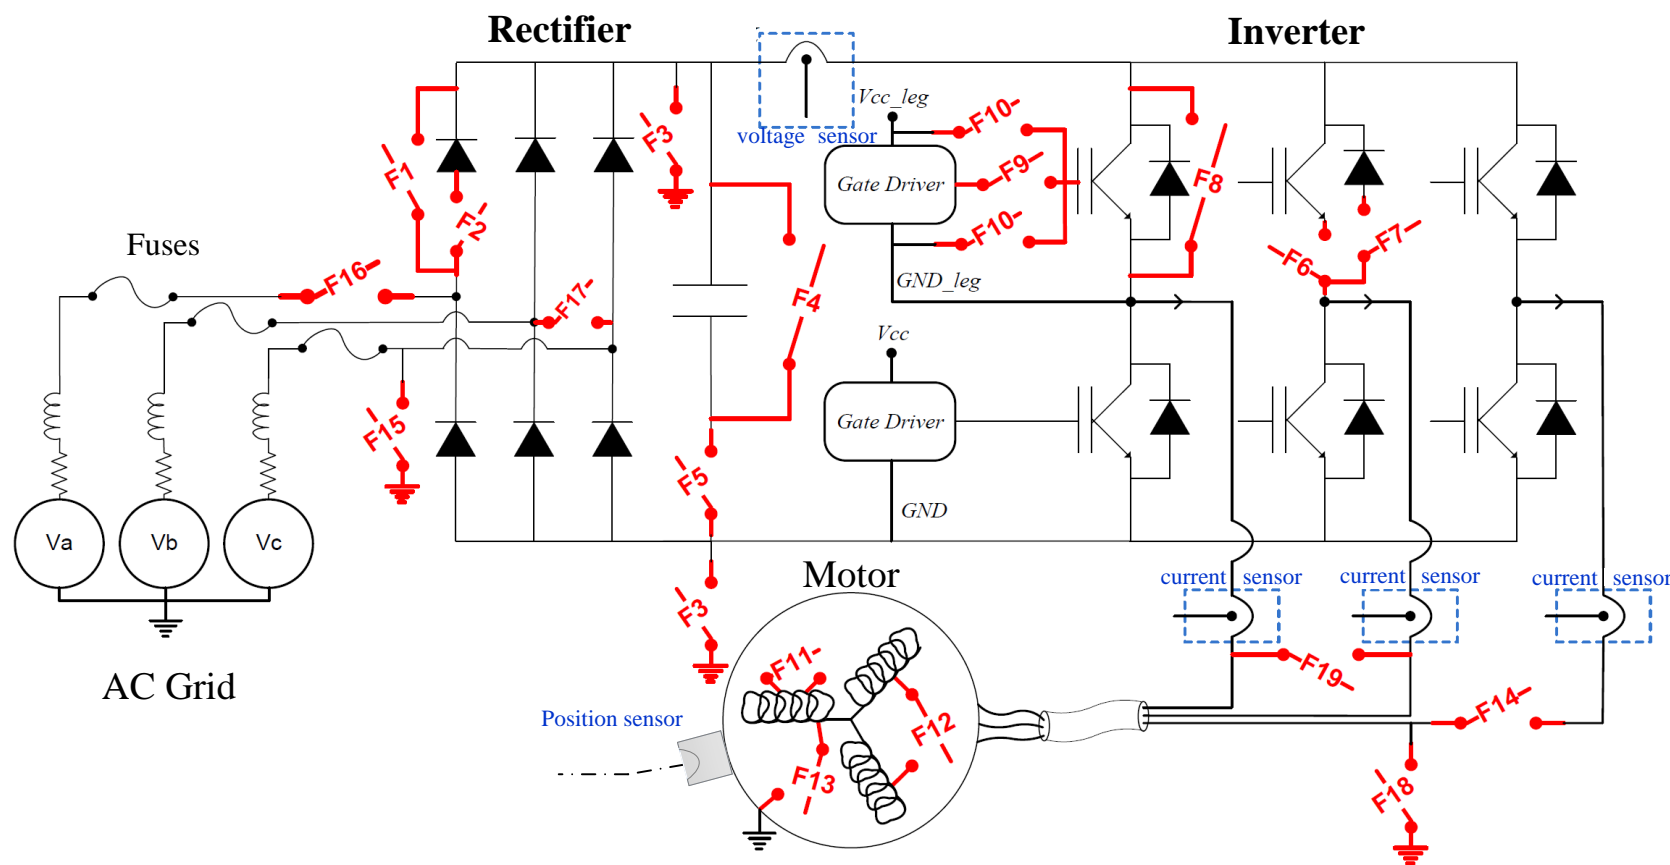 Rectifier
Inverter
Vcc_leg
F10
voltage sensor
F3
F1
F9
Gate Driver
F8
F2
F10
Fuses
F7
F6
F16
GND_leg
F17
F4
Vcc
F15
Gate Driver
F5
GND
Va
Vb
Vc
Motor
current sensor
current sensor
current sensor
F3
F11
F19
AC Grid
Position sensor
F12
F14
F13
F18